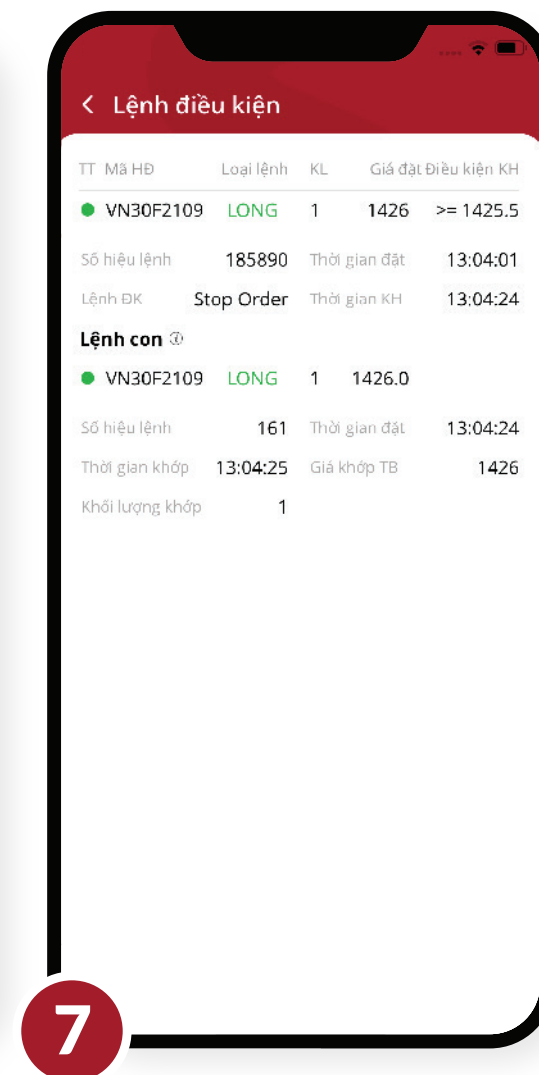 < Lệnh điều kiện
TT Mã HĐ Loại lệnh KL Giá đặt Điều kiện KH
VN30F2109 LONG 1 1426 >= 1425.5
Số hiệu lệnh 185890 Thời gian đặt 13:04:01
Lệnh ĐK Stop Order Thời gian KH 13:04:24
Lệnh con i
VN30F2109 LONG 1 1426.0
Số hiệu lệnh 161 Thời gian đặt 13:04:24
Thời gian khớp 13:04:25 Giá khớp TB 1426
Khối lượng khớp 1
7